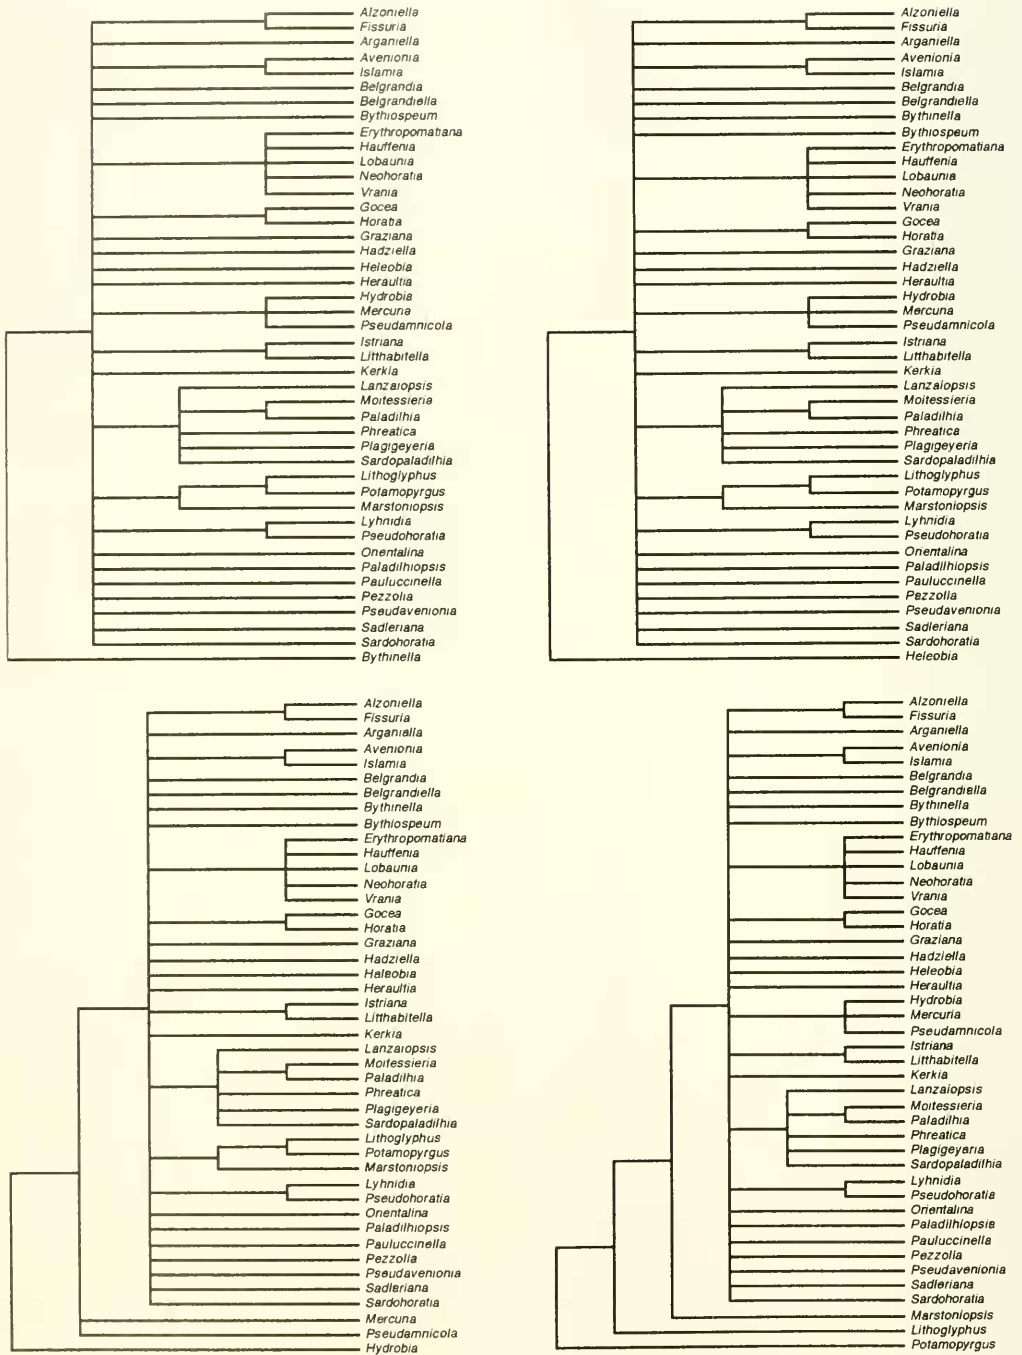 Alzoniella
Fissuria
Arganiella
Avenionia
Islamia
Belgrandia
Belgrandiella
Bythiospeum
Erythropomatiana
Hauffenia
Lobaunia
Neohoratia
Vrania
Gocea
Horatia
Graziana
Hadziella
Heleobia
Heraultia
Hydrobia
Mercuna
Pseudamnicola
Istriana
Litthabitella
Kerkia
Lanzaiopsis
Moitessieria
Paladilhia
Phreatica
Plagigeyeria
Sardopaladilhia
Lithoglyphus
Potamopyrgus
Marstoniopsis
Lyhnidia
Pseudohoratia
Orientalina
Paladilhiopsis
Pauluccinella
Pezzolia
Pseudavenionia
Sadleriana
Sardohoratia
Bythinella
Alzoniella
Fissuria
Arganiella
Avenionia
Islamia
Belgrandia
Belgrandiella
Bythinella
Bythiospeum
Erythropomatiana
Hauffenia
Lobaunia
Neohoratia
Vrania
Gocea
Horatia
Graziana
Hadziella
Heraultia
Hydrobia
Mercuna
Pseudamnicola
Istriana
Litthabitella
Kerkia
Lanzaiopsis
Moitessieria
Paladilhia
Phreatica
Plagigeyeria
Sardopaladilhia
Lithoglyphus
Potamopyrgus
Marstoniopsis
Lyhnidia
Pseudohoratia
Orientalina
Paladilhiopsis
Pauluccinella
Pezzolia
Pseudavenionia
Sadleriana
Sardohoratia
Heleobia
Alzoniella
Fissuria
Arganialla
Avenionia
Islamia
Belgrandia
Belgrandiella
Bythinella
Bythiospeum
Erythropomatiana
Hauffenia
Lobaunia
Neohoratia
Vrania
Gocea
Horatia
Graziana
Hadziella
Haleobia
Heraultia
Istriana
Litthabitella
Kerkia
Lanzaiopsis
Moitessieria
Paladilhia
Phreatica
Plagigeyeria
Sardopaladilhia
Lithoglyphus
Potamopyrgus
Marstoniopsis
Lyhnidia
Pseudohoratia
Orientalina
Paladilhiopsis
Pauluccinella
Pezzolia
Pseudavenionia
Sadleriana
Sardohoratia
Mercuna
Pseudamnicola
Hydrobia
Alzoniella
Fissuria
Arganiella
Avenionia
Islamia
Belgrandia
Belgrandiella
Bythinella
Bythiospeum
Erythropomatiana
Hauffenia
Lobaunia
Neohoratia
Vrania
Gocea
Horatia
Graziana
Hadziella
Heleobia
Heraultia
Hydrobia
Mercuria
Pseudamnicola
Istriana
Litthabitella
Kerkia
Lanzaiopsis
Moitessieria
Paladilhia
Phreatica
Plagigeyaria
Sardopaladilhia
Lyhnidia
Pseudohoratia
Orientalina
Paladilhiopsis
Pauluccinella
Pezzolia
Pseudavenionia
Sadleriana
Sardohoratia
Marstoniopsis
Lithoglyphus
Potamopyrgus